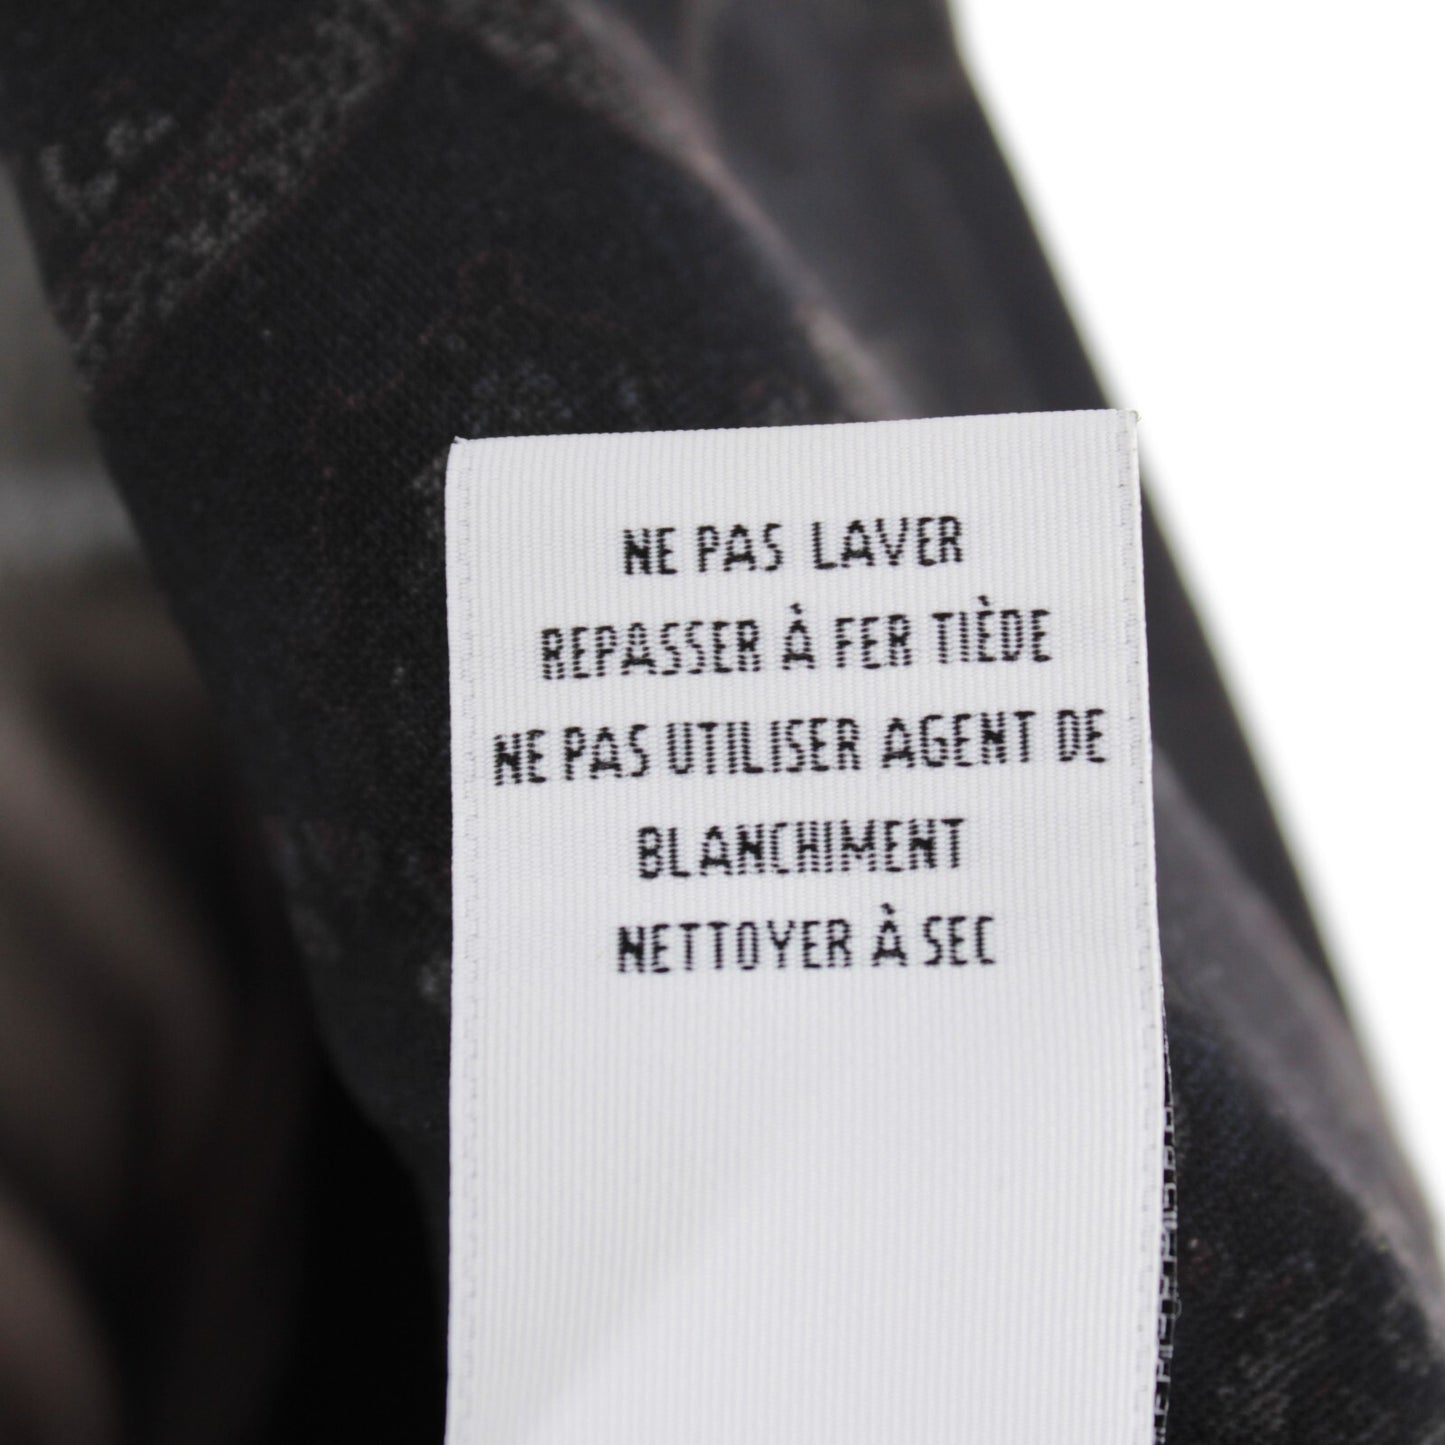 NE PAS LAVER
REPASSER À FER TIÈDE
NE PAS UTILISER AGENT DE
BLANCHIMENT
NETTOYER À SEC